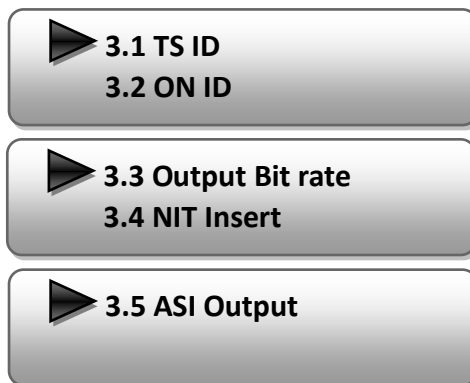 3.1 TS ID
3.2 ON ID
3.3 Output Bit rate
3.4 NIT Insert
3.5 ASI Output